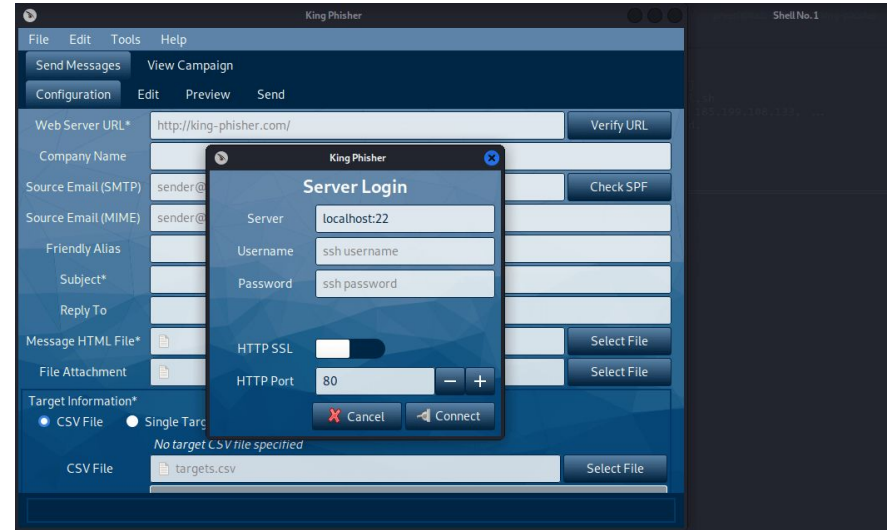 King Phisher
Shell No. 1
File Edit Tools Help
Send Messages View Campaign
Configuration Edit Preview Send
Web Server URL* http://king-phisher.com/ Verify URL
Company Name
Source Email (SMTP) sender@ Check SPF
Source Email (MIME) sender@
Friendly Alias
Subject*
Reply To
Message HTML File* Select File
File Attachment Select File
Target Information*
CSV File Single Targ
No target CSV file specified
CSV File targets.csv Select File
King Phisher
Server Login
Server localhost:22
Username ssh username
Password ssh password
HTTP SSL
HTTP Port 80 − +
Cancel Connect